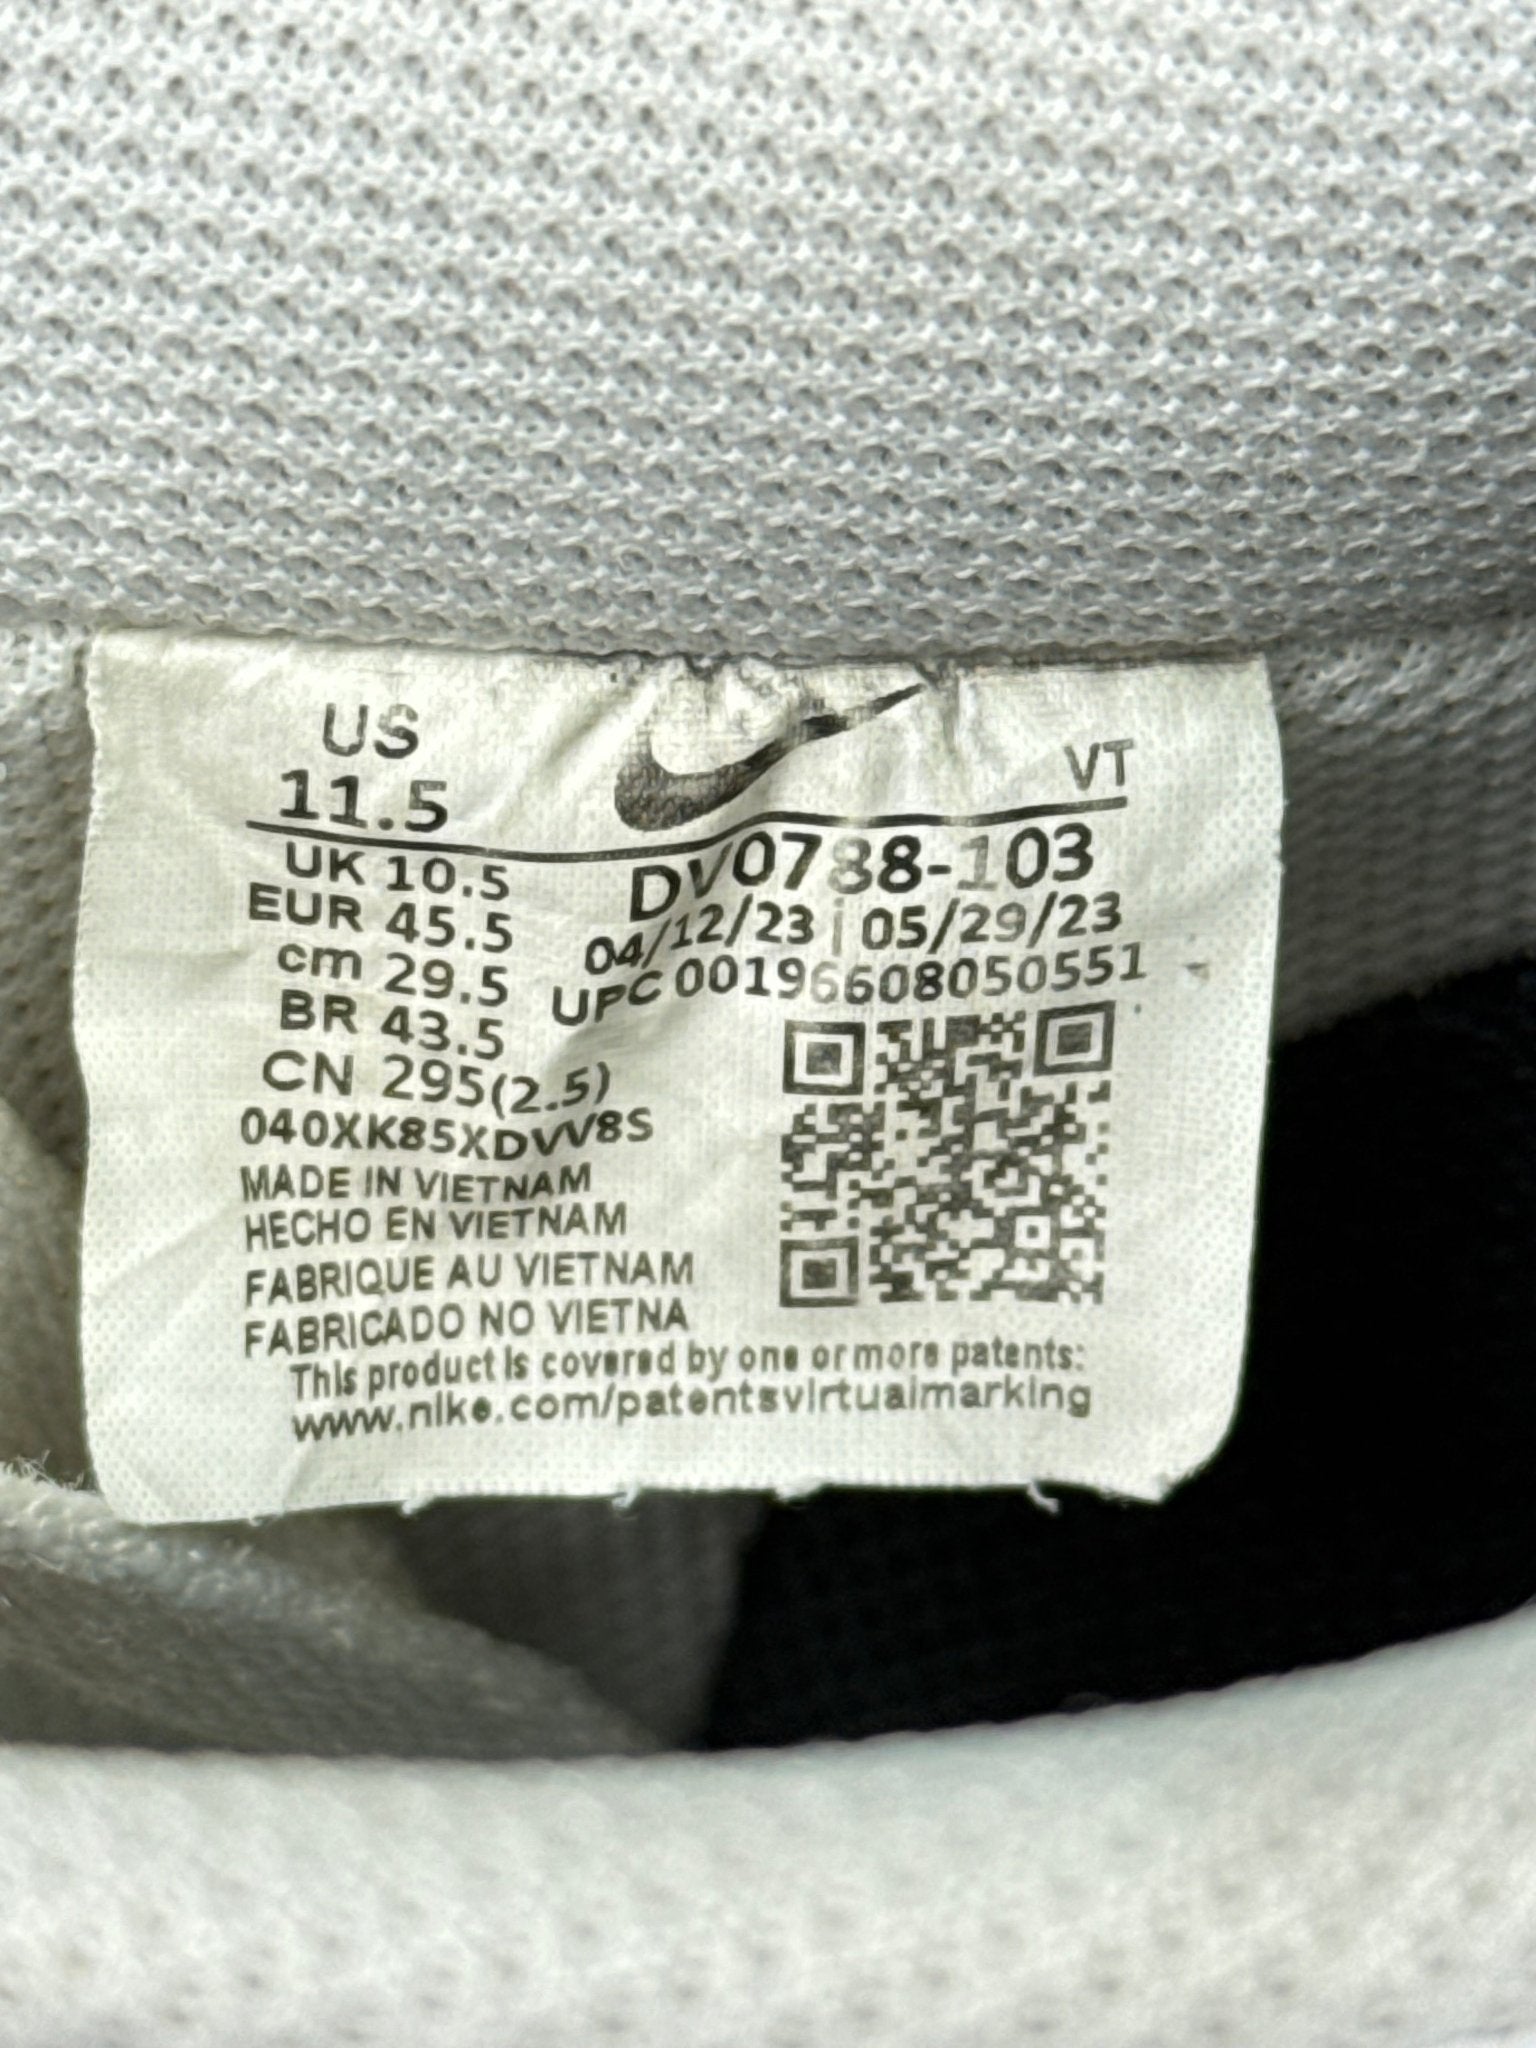 US
11.5
VT
UK 10.5
EUR 45.5
cm 29.5
BR 43.5
CN 295(2.5)
DV0788-103
04/12/23 | 05/29/23
UPC 00196608050551
040XK85XDVV8S
MADE IN VIETNAM
HECHO EN VIETNAM
FABRIQUE AU VIETNAM
FABRICADO NO VIETNA
This product is covered by one or more patents:
www.nike.com/patentsvirtualmarking